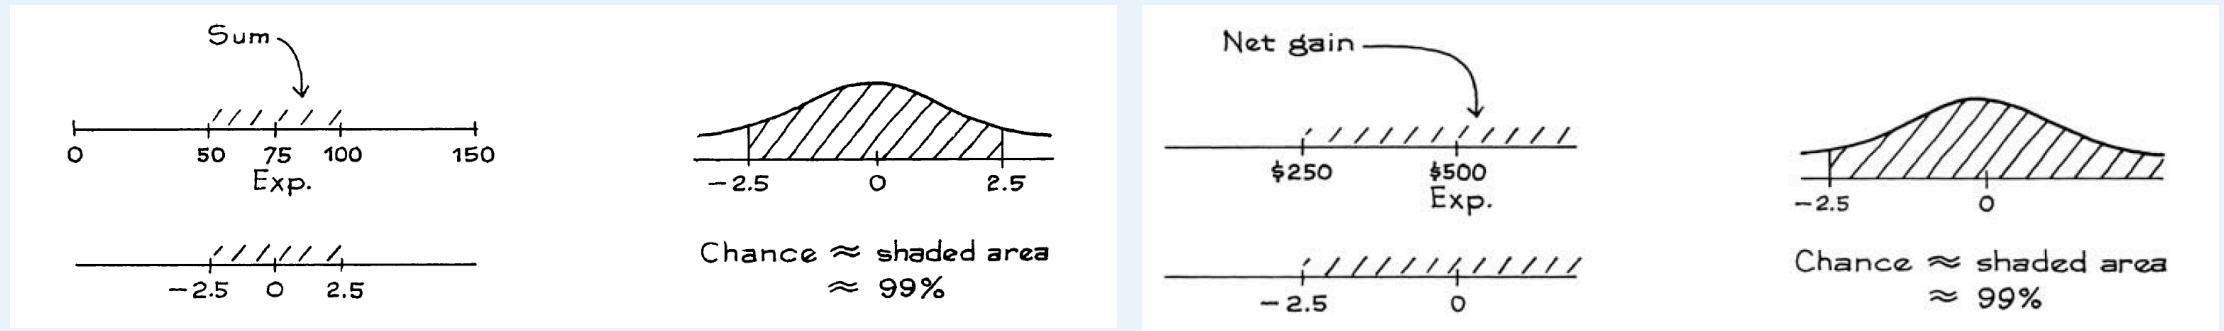 Sum
0 50 75 100 150
Exp.
−2.5 0 2.5
−2.5 0 2.5
Chance ≈ shaded area
≈ 99%
Net gain
$250 $500
Exp.
−2.5 0
−2.5 0
Chance ≈ shaded area
≈ 99%